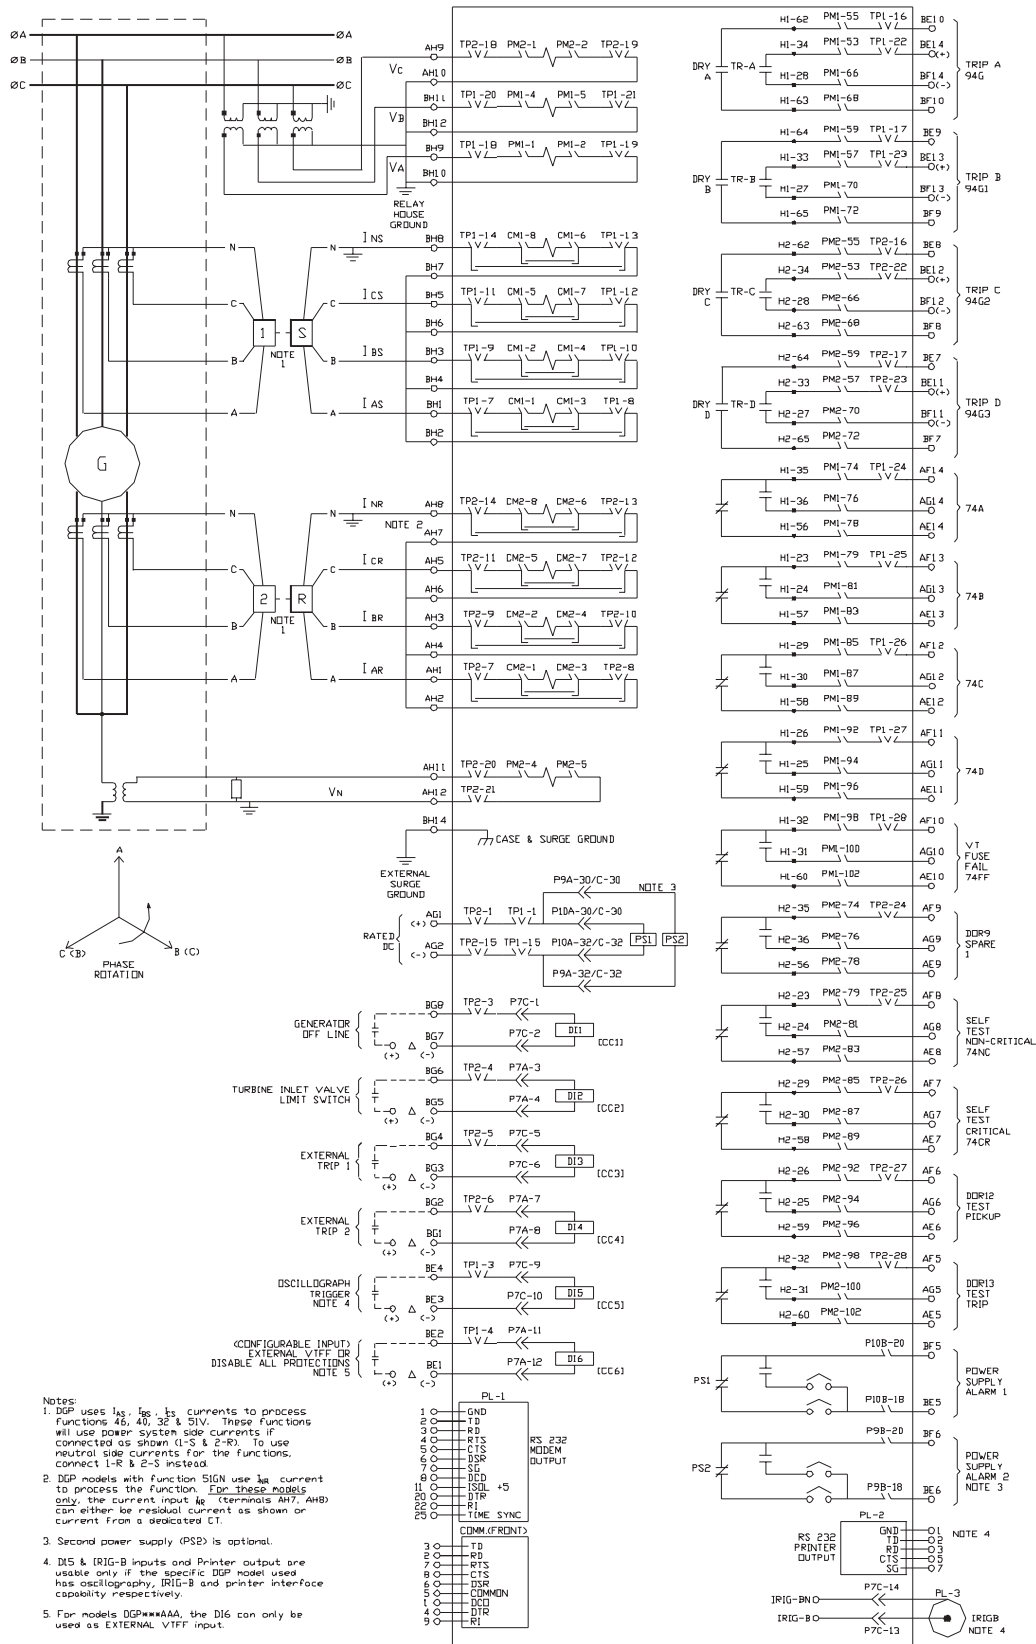 ØA ØA
ØB ØB
ØC ØC
AH9 TP2-18 PM2-1 PM2-2 TP2-19
VC
AH10
BH11 TP1-20 PM1-4 PM1-5 TP1-21
VB
BH12
BH9 TP1-18 PM1-1 PM1-2 TP1-19
VA
BH10
RELAY
HOUSE
GROUND
N N I NS BH8 TP1-14 CM1-8 CM1-6 TP1-13
BH7
C C I CS BH5 TP1-11 CM1-5 CM1-7 TP1-12
BH6
1 S
NOTE
1
B B I BS BH3 TP1-9 CM1-2 CM1-4 TP1-10
BH4
A A I AS BH1 TP1-7 CM1-1 CM1-3 TP1-8
BH2
G
N N I NR NOTE 2 AH8 TP2-14 CM2-8 CM2-6 TP2-13
AH7
C C I CR AH5 TP2-11 CM2-5 CM2-7 TP2-12
AH6
2 R
NOTE
1
B B I BR AH3 TP2-9 CM2-2 CM2-4 TP2-10
AH4
A A I AR AH1 TP2-7 CM2-1 CM2-3 TP2-8
AH2
AH11 TP2-20 PM2-4 PM2-5
VN
AH12 TP2-21
BH14
CASE & SURGE GROUND
EXTERNAL
SURGE
GROUND
A
C (B) B (C)
PHASE
ROTATION
P9A-30/C-30 NOTE 3
RATED
DC
(+) AG1 TP2-1 TP1-1 P10A-30/C-30
PS1 PS2
(-) AG2 TP2-15 TP1-15 P10A-32/C-32
P9A-32/C-32
GENERATOR
OFF LINE
BG8 TP2-3 P7C-1
DI1
(+) (-) BG7 P7C-2 [CC1]
TURBINE INLET VALVE
LIMIT SWITCH
BG6 TP2-4 P7A-3
DI2
(+) (-) BG5 P7A-4 [CC2]
EXTERNAL
TRIP 1
BG4 TP2-5 P7C-5
DI3
(+) (-) BG3 P7C-6 [CC3]
EXTERNAL
TRIP 2
BG2 TP2-6 P7A-7
DI4
(+) (-) BG1 P7A-8 [CC4]
OSCILLOGRAPH
TRIGGER
NOTE 4
BE4 TP1-3 P7C-9
DI5
(+) (-) BE3 P7C-10 [CC5]
(CONFIGURABLE INPUT)
EXTERNAL VTFF OR
DISABLE ALL PROTECTIONS
NOTE 5
BE2 TP1-4 P7A-11
DI6
(+) (-) BE1 P7A-12 [CC6]
PL-1
1 GND
2 TD
3 RD
4 RTS
5 CTS
6 DSR
7 SG
8 DCD
11 ISOL +5
20 DTR
22 RI
25 TIME SYNC
RS 232
MODEM
OUTPUT
COMM.(FRONT)
3 TD
2 RD
7 RTS
8 CTS
6 DSR
5 COMMON
1 DCD
4 DTR
9 RI
Notes:
1. DGP uses IAS, IBS, ICS currents to process
functions 46, 40, 32 & 51V. These functions
will use power system side currents if
connected as shown (1-S & 2-R). To use
neutral side currents for the functions,
connect 1-R & 2-S instead.
2. DGP models with function 51GN use INR current
to process the function. For these models
only, the current input INR (terminals AH7, AH8)
can either be residual current as shown or
current from a dedicated CT.
3. Second power supply (PS2) is optional.
4. DI5 & IRIG-B inputs and Printer output are
usable only if the specific DGP model used
has oscillography, IRIG-B and printer interface
capability respectively.
5. For models DGP***AAA, the DI6 can only be
used as EXTERNAL VTFF input.
H1-62 PM1-55 TP1-16 BE10
H1-34 PM1-53 TP1-22 BE14 (+)
DRY
A
TR-A
H1-28 PM1-66 BF14 (-)
H1-63 PM1-68 BF10
TRIP A
94G
H1-64 PM1-59 TP1-17 BE9
H1-33 PM1-57 TP1-23 BE13 (+)
DRY
B
TR-B
H1-27 PM1-70 BF13 (-)
H1-65 PM1-72 BF9
TRIP B
94G1
H2-62 PM2-55 TP2-16 BE8
H2-34 PM2-53 TP2-22 BE12 (+)
DRY
C
TR-C
H2-28 PM2-66 BF12 (-)
H2-63 PM2-68 BF8
TRIP C
94G2
H2-64 PM2-59 TP2-17 BE7
H2-33 PM2-57 TP2-23 BE11 (+)
DRY
D
TR-D
H2-27 PM2-70 BF11 (-)
H2-65 PM2-72 BF7
TRIP D
94G3
H1-35 PM1-74 TP1-24 AF14
H1-36 PM1-76 AG14
H1-56 PM1-78 AE14
74A
H1-23 PM1-79 TP1-25 AF13
H1-24 PM1-81 AG13
H1-57 PM1-83 AE13
74B
H1-29 PM1-85 TP1-26 AF12
H1-30 PM1-87 AG12
H1-58 PM1-89 AE12
74C
H1-26 PM1-92 TP1-27 AF11
H1-25 PM1-94 AG11
H1-59 PM1-96 AE11
74D
H1-32 PM1-98 TP1-28 AF10
H1-31 PM1-100 AG10
H1-60 PM1-102 AE10
VT
FUSE
FAIL
74FF
H2-35 PM2-74 TP2-24 AF9
H2-36 PM2-76 AG9
H2-56 PM2-78 AE9
DOR9
SPARE
1
H2-23 PM2-79 TP2-25 AF8
H2-24 PM2-81 AG8
H2-57 PM2-83 AE8
SELF
TEST
NON-CRITICAL
74NC
H2-29 PM2-85 TP2-26 AF7
H2-30 PM2-87 AG7
H2-58 PM2-89 AE7
SELF
TEST
CRITICAL
74CR
H2-26 PM2-92 TP2-27 AF6
H2-25 PM2-94 AG6
H2-59 PM2-96 AE6
DOR12
TEST
PICKUP
H2-32 PM2-98 TP2-28 AF5
H2-31 PM2-100 AG5
H2-60 PM2-102 AE5
DOR13
TEST
TRIP
P10B-20 BF5
PS1
P10B-18 BE5
POWER
SUPPLY
ALARM 1
P9B-20 BF6
PS2
P9B-18 BE6
POWER
SUPPLY
ALARM 2
NOTE 3
PL-2
RS 232
PRINTER
OUTPUT
GND 1 NOTE 4
TD 2
RD 3
CTS 5
SG 7
P7C-14 PL-3
IRIG-BN
IRIG-B
P7C-13
IRIGB
NOTE 4